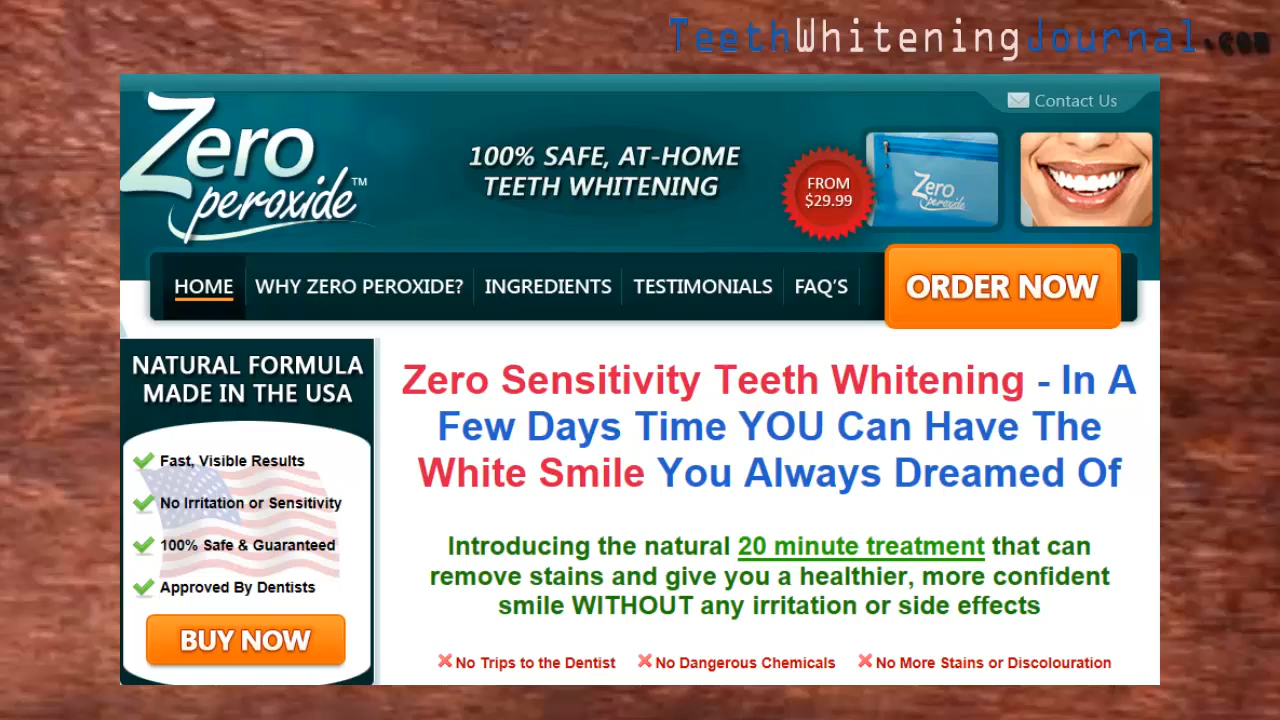 TeethWhiteningJournal.com
Contact Us
Zero
peroxide™
100% SAFE, AT-HOME
TEETH WHITENING
FROM
$29.99
Zero
peroxide
HOME WHY ZERO PEROXIDE? INGREDIENTS TESTIMONIALS FAQ'S ORDER NOW
NATURAL FORMULA
MADE IN THE USA
Fast, Visible Results
No Irritation or Sensitivity
100% Safe & Guaranteed
Approved By Dentists
BUY NOW
Zero Sensitivity Teeth Whitening - In A
Few Days Time YOU Can Have The
White Smile You Always Dreamed Of
Introducing the natural 20 minute treatment that can
remove stains and give you a healthier, more confident
smile WITHOUT any irritation or side effects
No Trips to the Dentist No Dangerous Chemicals No More Stains or Discolouration